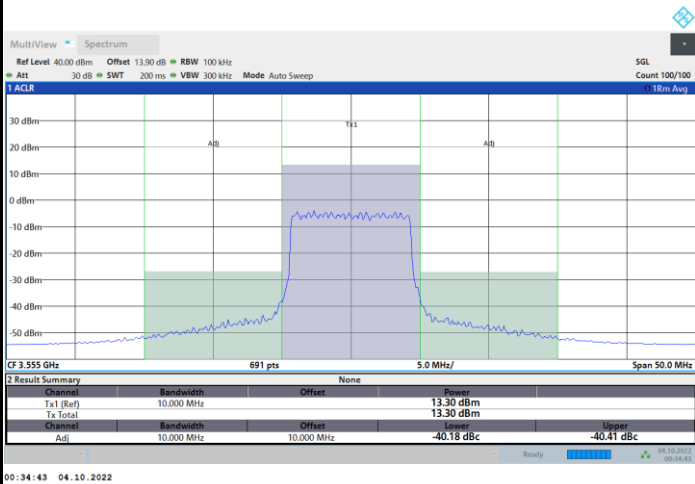 MultiView Spectrum
Ref Level 40.00 dBm Offset 13.90 dB RBW 100 kHz SGL
Att 30 dB SWT 200 ms VBW 300 kHz Mode Auto Sweep Count 100/100
1 ACLR 1Rm Avg
30 dBm
Tx1
20 dBm
Adj Adj
10 dBm
0 dBm
-10 dBm
-20 dBm
-30 dBm
-40 dBm
-50 dBm
CF 3.555 GHz 691 pts 5.0 MHz/ Span 50.0 MHz
2 Result Summary None
Channel Bandwidth Offset Power
Tx1 (Ref) 10.000 MHz 13.30 dBm
Tx Total 13.30 dBm
Channel Bandwidth Offset Lower Upper
Adj 10.000 MHz 10.000 MHz -40.18 dBc -40.41 dBc
Ready 04.10.2022
00:34:43
00:34:43 04.10.2022